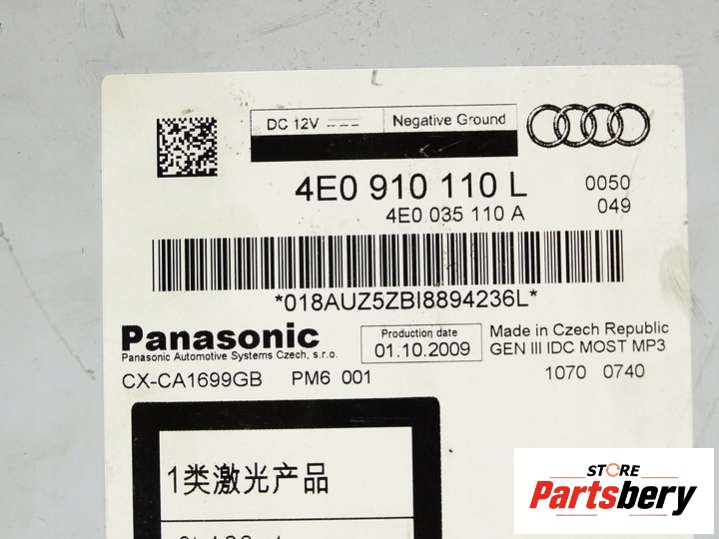 DC 12V
Negative Ground
4E0 910 110 L
0050
4E0 035 110 A
049
*018AUZ5ZBI8894236L*
Panasonic
Panasonic Automotive Systems Czech, s.r.o.
Production date
01.10.2009
Made in Czech Republic
GEN III IDC MOST MP3
CX-CA1699GB PM6 001
1070 0740
1类激光产品
STORE
Partsbery